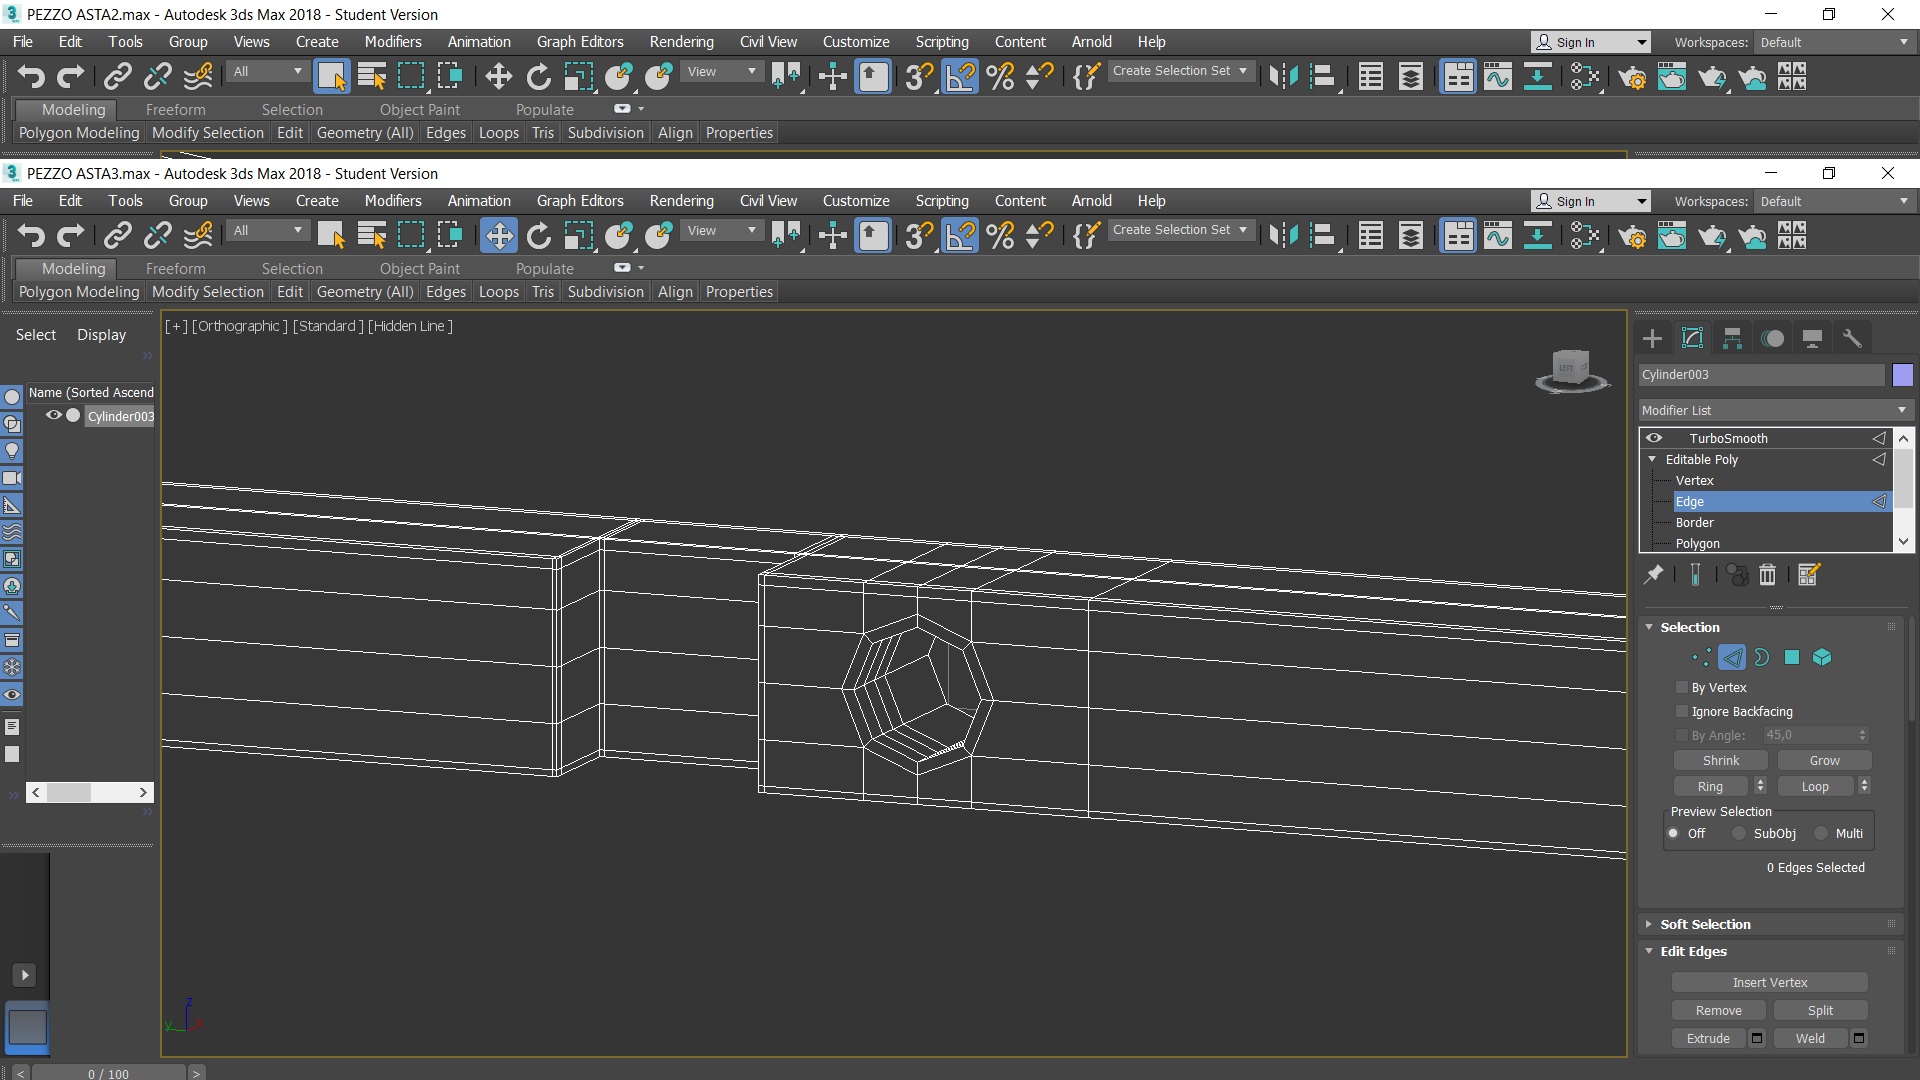 PEZZO ASTA2.max - Autodesk 3ds Max 2018 - Student Version
File Edit Tools Group Views Create Modifiers Animation Graph Editors Rendering Civil View Customize Scripting Content Arnold Help Sign In Workspaces: Default
All View Create Selection Set
Modeling Freeform Selection Object Paint Populate
Polygon Modeling Modify Selection Edit Geometry (All) Edges Loops Tris Subdivision Align Properties
PEZZO ASTA3.max - Autodesk 3ds Max 2018 - Student Version
File Edit Tools Group Views Create Modifiers Animation Graph Editors Rendering Civil View Customize Scripting Content Arnold Help Sign In Workspaces: Default
All View Create Selection Set
Modeling Freeform Selection Object Paint Populate
Polygon Modeling Modify Selection Edit Geometry (All) Edges Loops Tris Subdivision Align Properties
Select Display
Name (Sorted Ascend
Cylinder003
[+] [Orthographic ] [Standard ] [Hidden Line ]
LEFT
z
y x
0 / 100
Cylinder003
Modifier List
TurboSmooth
Editable Poly
Vertex
Edge
Border
Polygon
Selection
By Vertex
Ignore Backfacing
By Angle: 45,0
Shrink Grow
Ring Loop
Preview Selection
Off SubObj Multi
0 Edges Selected
Soft Selection
Edit Edges
Insert Vertex
Remove Split
Extrude Weld